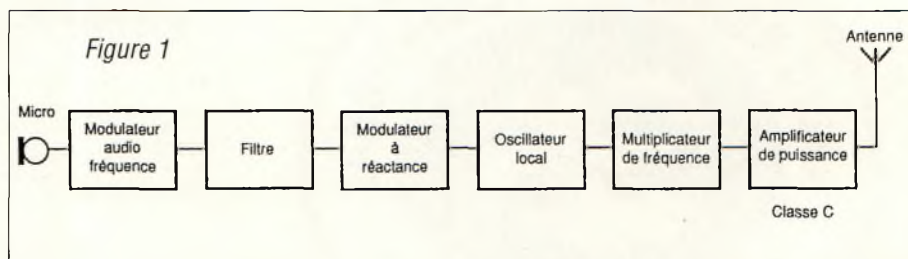 Figure 1
Antenne
Micro
Modulateur
audio
fréquence
Filtre
Modulateur
à
réactance
Oscillateur
local
Multiplicateur
de fréquence
Amplificateur
de puissance
Classe C